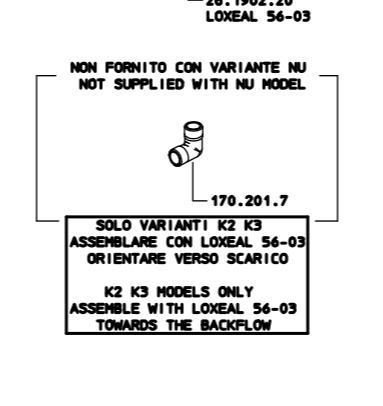 LOXEAL 56-03
NON FORNITO CON VARIANTE NU
NOT SUPPLIED WITH NU MODEL
170.201.7
SOLO VARIANTI K2 K3
ASSEMBLARE CON LOXEAL 56-03
ORIENTARE VERSO SCARICO
K2 K3 MODELS ONLY
ASSEMBLE WITH LOXEAL 56-03
TOWARDS THE BACKFLOW